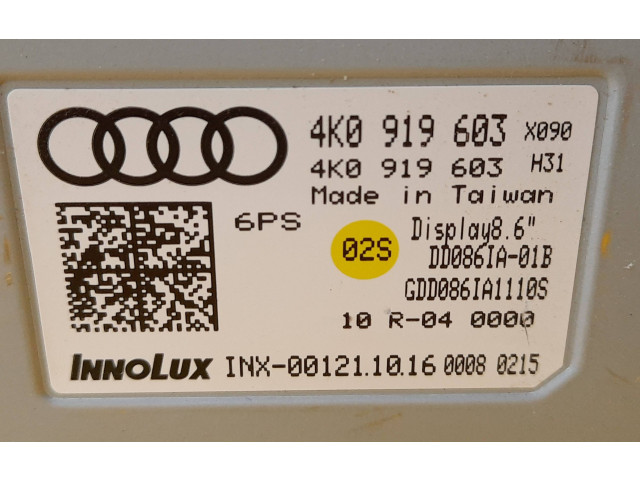 4K0 919 603 X090
4K0 919 603 H31
Made in Taiwan
6PS
02S
Display8.6"
DD086IA-01B
GDD086IA1110S
10 R-04 0000
INNOLUX INX-00121.10.16 0008 0215